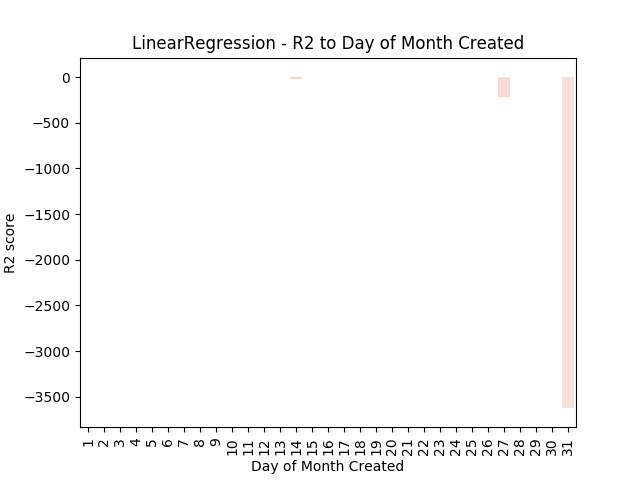 LinearRegression - R2 to Day of Month Created
R2 score
0
−500
−1000
−1500
−2000
−2500
−3000
−3500
1 2 3 4 5 6 7 8 9 10 11 12 13 14 15 16 17 18 19 20 21 22 23 24 25 26 27 28 29 30 31
Day of Month Created